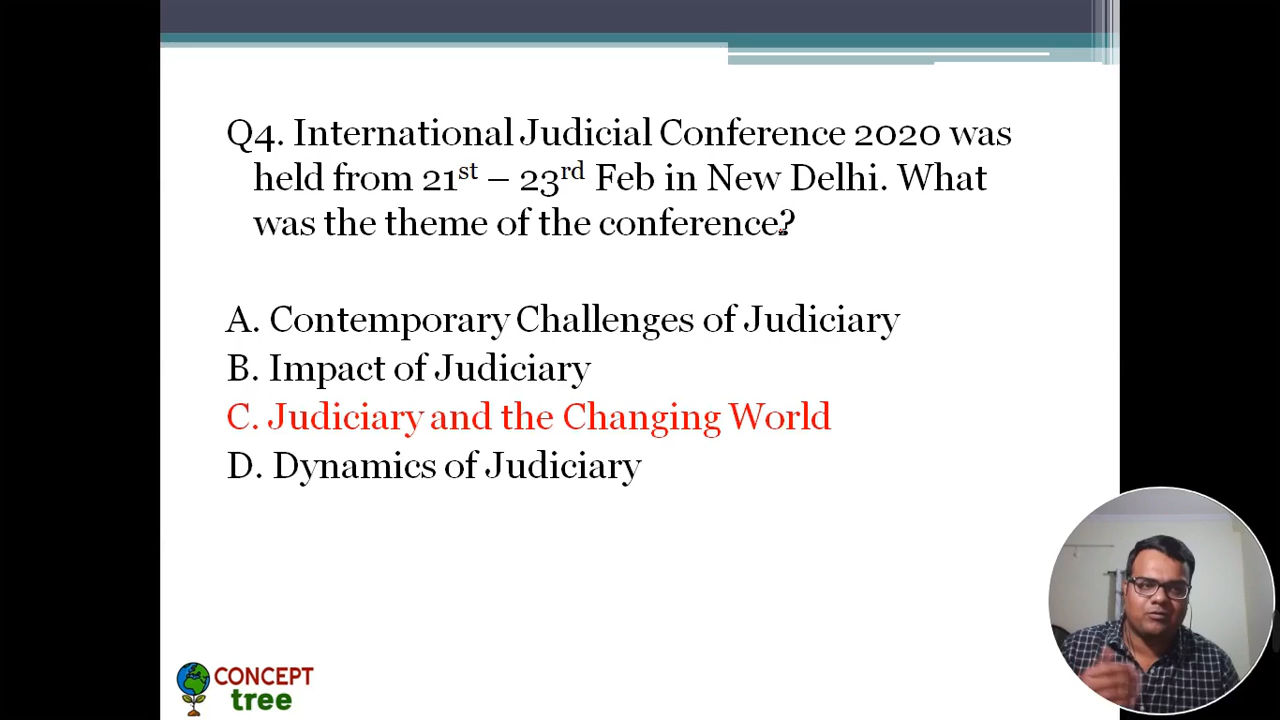 Q4. International Judicial Conference 2020 was
held from 21st – 23rd Feb in New Delhi. What
was the theme of the conference?
A. Contemporary Challenges of Judiciary
B. Impact of Judiciary
C. Judiciary and the Changing World
D. Dynamics of Judiciary
CONCEPT
tree